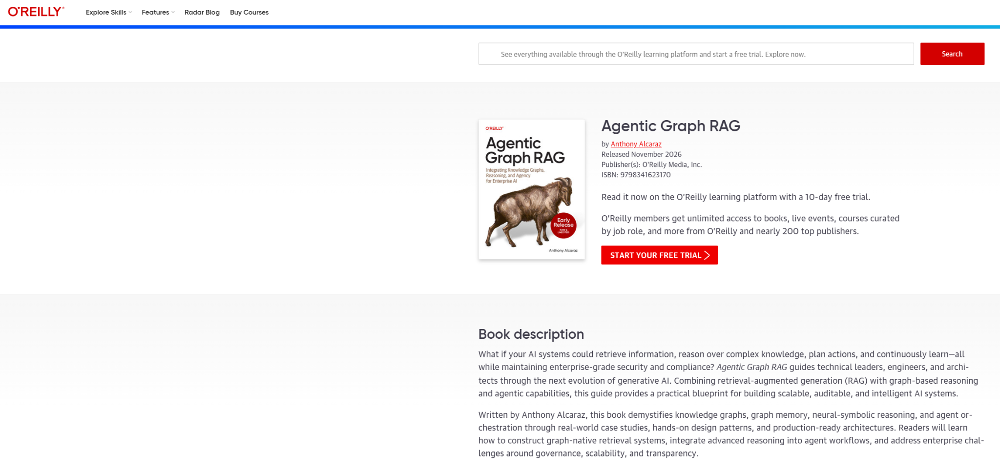 O'REILLY®
Explore Skills
Features
Radar Blog
Buy Courses
See everything available through the O'Reilly learning platform and start a free trial. Explore now.
Search
O'REILLY®
Agentic
Graph RAG
Integrating Knowledge Graphs,
Reasoning, and Agency
for Enterprise AI
Early
Release
RAW &
UNEDITED
Anthony Alcaraz
Agentic Graph RAG
by Anthony Alcaraz
Released November 2026
Publisher(s): O'Reilly Media, Inc.
ISBN: 9798341623170
Read it now on the O'Reilly learning platform with a 10-day free trial.
O'Reilly members get unlimited access to books, live events, courses curated
by job role, and more from O'Reilly and nearly 200 top publishers.
START YOUR FREE TRIAL
Book description
What if your AI systems could retrieve information, reason over complex knowledge, plan actions, and continuously learn—all
while maintaining enterprise-grade security and compliance? Agentic Graph RAG guides technical leaders, engineers, and archi-
tects through the next evolution of generative AI. Combining retrieval-augmented generation (RAG) with graph-based reasoning
and agentic capabilities, this guide provides a practical blueprint for building scalable, auditable, and intelligent AI systems.
Written by Anthony Alcaraz, this book demystifies knowledge graphs, graph memory, neural-symbolic reasoning, and agent or-
chestration through real-world case studies, hands-on design patterns, and production-ready architectures. Readers will learn
how to construct graph-native retrieval systems, integrate advanced reasoning into agent workflows, and address enterprise chal-
lenges around governance, scalability, and transparency.